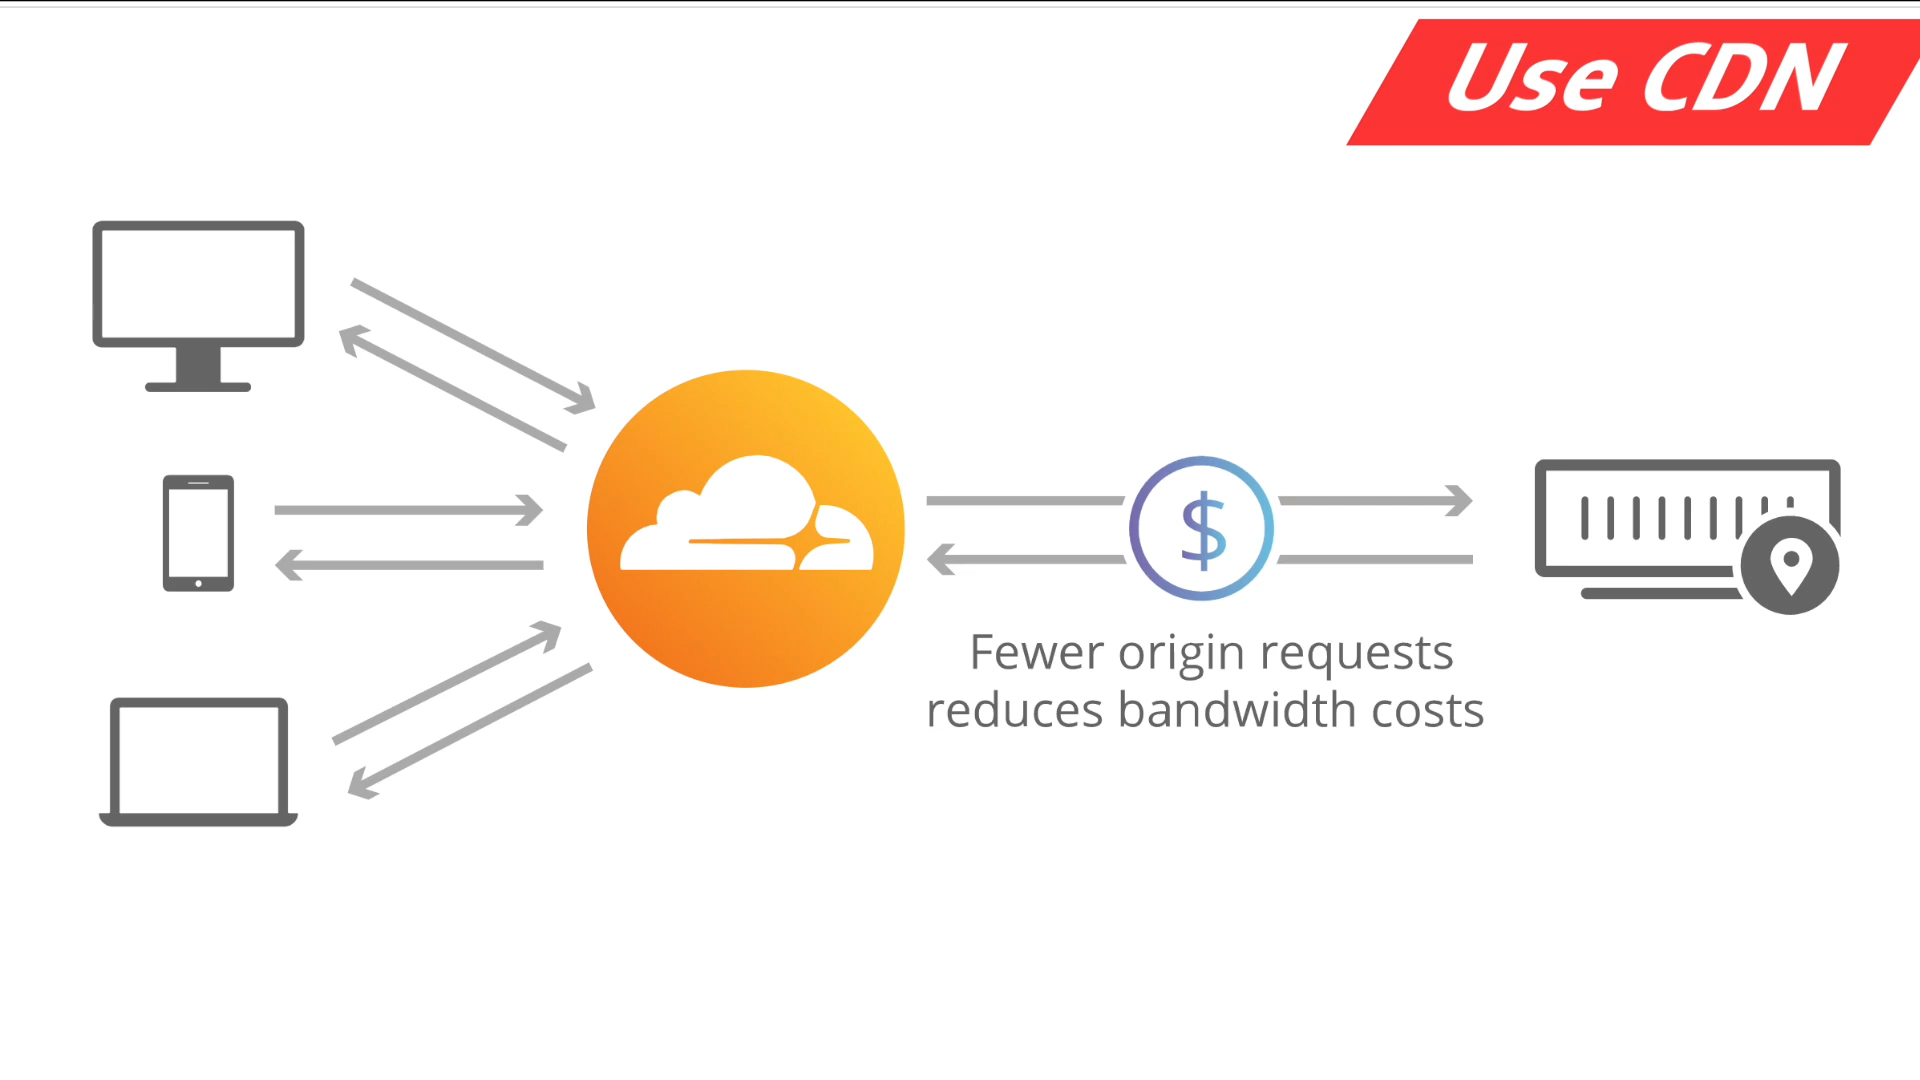 Use CDN
$
Fewer origin requests
reduces bandwidth costs